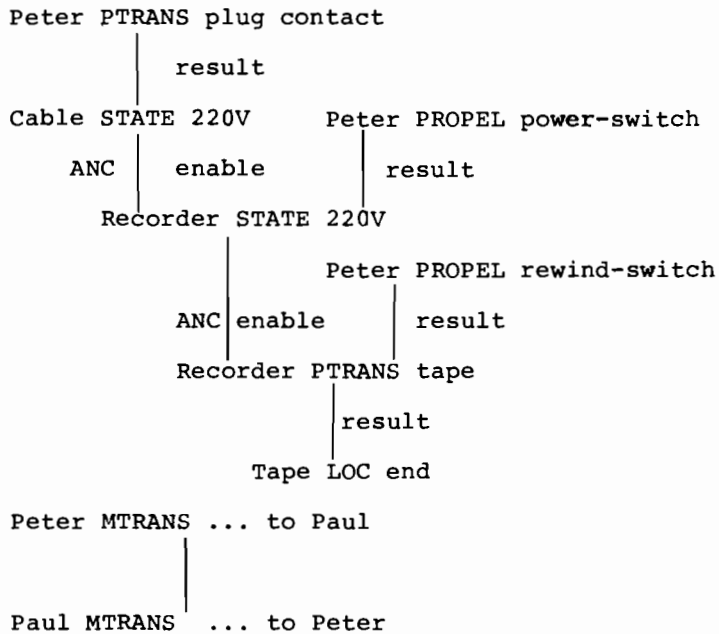 Peter PTRANS plug contact
result
Cable STATE 220V Peter PROPEL power-switch
ANC enable result
Recorder STATE 220V
Peter PROPEL rewind-switch
ANC enable result
Recorder PTRANS tape
result
Tape LOC end
Peter MTRANS ... to Paul
Paul MTRANS ... to Peter